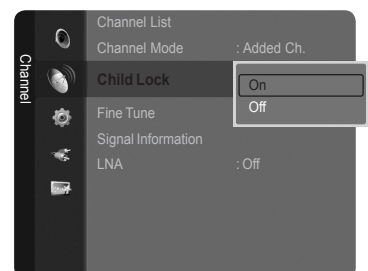 Channel
Channel List
Channel Mode : Added Ch.
Child Lock
On
Off
Fine Tune
Signal Information
LNA : Off